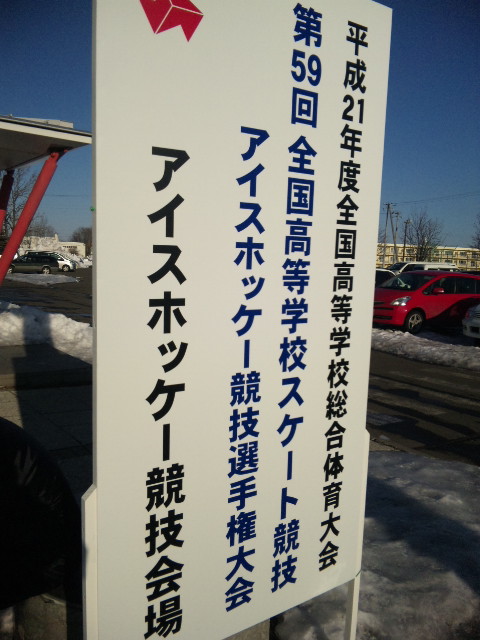 平成21年度全国高等学校総合体育大会
第59回 全国高等学校スケート競技
アイスホッケー競技選手権大会
アイスホッケー競技会場